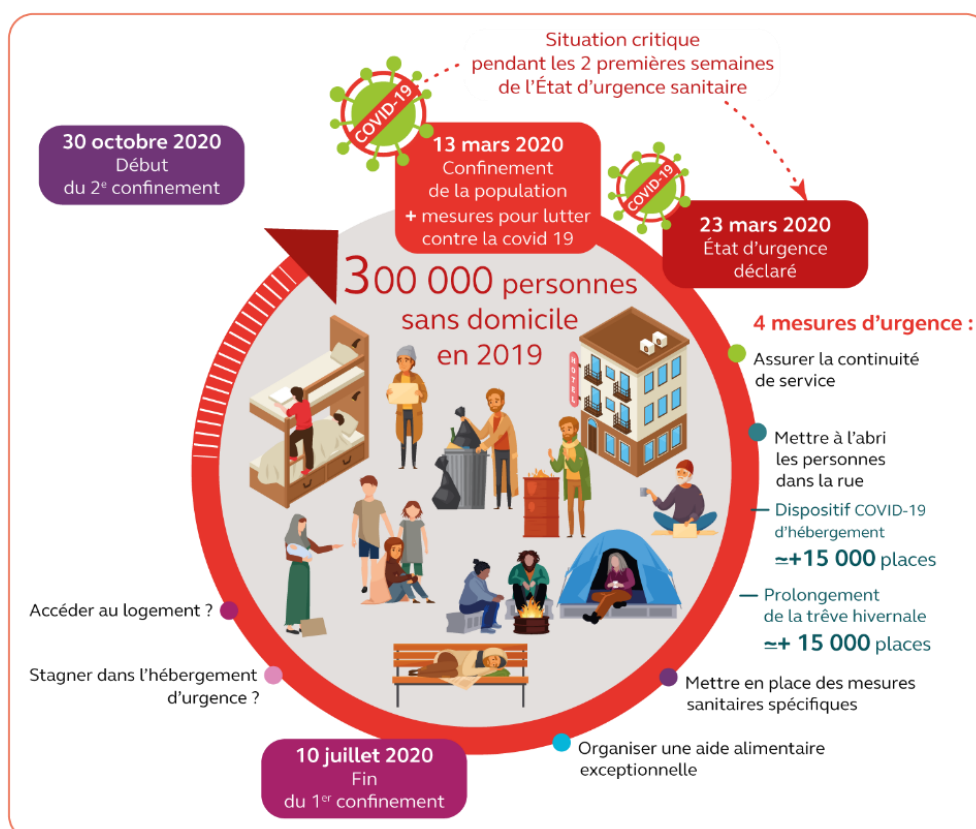 Situation critique
pendant les 2 premières semaines
de l'État d'urgence sanitaire
COVID-19
30 octobre 2020
Début
du 2e confinement
13 mars 2020
Confinement
de la population
+ mesures pour lutter
contre la covid 19
COVID-19
23 mars 2020
État d'urgence
déclaré
300 000 personnes
sans domicile
en 2019
HOTEL
4 mesures d'urgence :
Assurer la continuité
de service
Mettre à l'abri
les personnes
dans la rue
— Dispositif COVID-19
d'hébergement
≃+15 000 places
— Prolongement
de la trêve hivernale
≃+ 15 000 places
Mettre en place des mesures
sanitaires spécifiques
Organiser une aide alimentaire
exceptionnelle
10 juillet 2020
Fin
du 1er confinement
Stagner dans l'hébergement
d'urgence ?
Accéder au logement ?